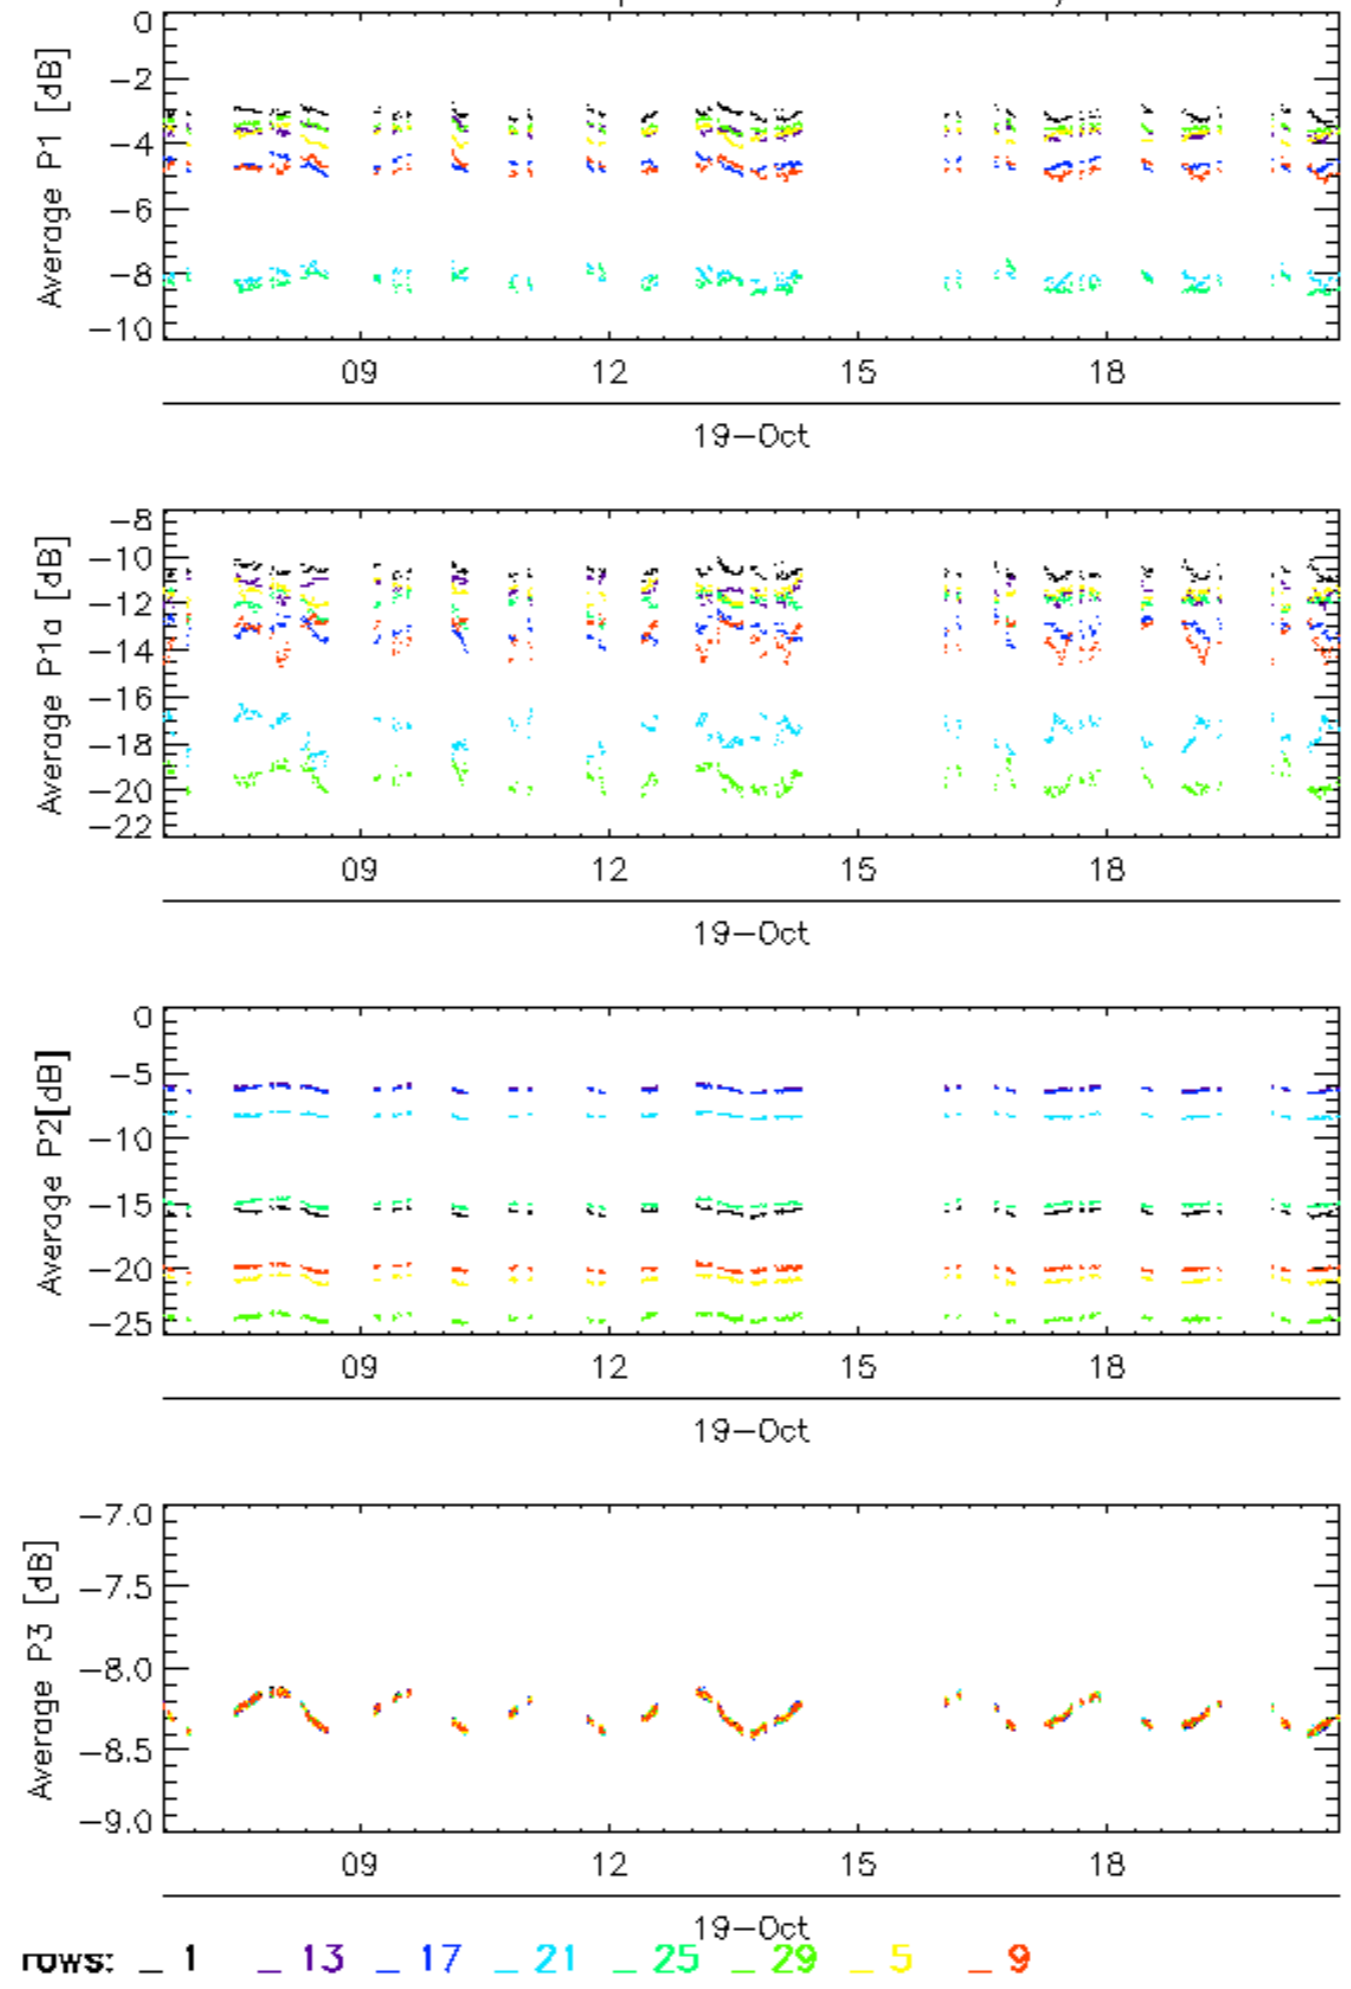 Average P1 [dB]
0
−2
−4
−6
−8
−10
09 12 15 18
19−Oct
Average P1a [dB]
−8
−10
−12
−14
−16
−18
−20
−22
09 12 15 18
19−Oct
Average P2[dB]
0
−5
−10
−15
−20
−25
09 12 15 18
19−Oct
Average P3 [dB]
−7.0
−7.5
−8.0
−8.5
−9.0
09 12 15 18
19−Oct
rows: _ 1 _ 13 _ 17 _ 21 _ 25 _ 29 _ 5 _ 9